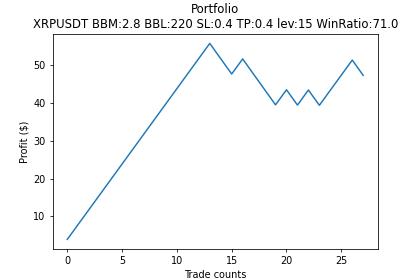 Portfolio
XRPUSDT BBM:2.8 BBL:220 SL:0.4 TP:0.4 lev:15 WinRatio:71.0
Profit ($)
50
40
30
20
10
0 5 10 15 20 25
Trade counts